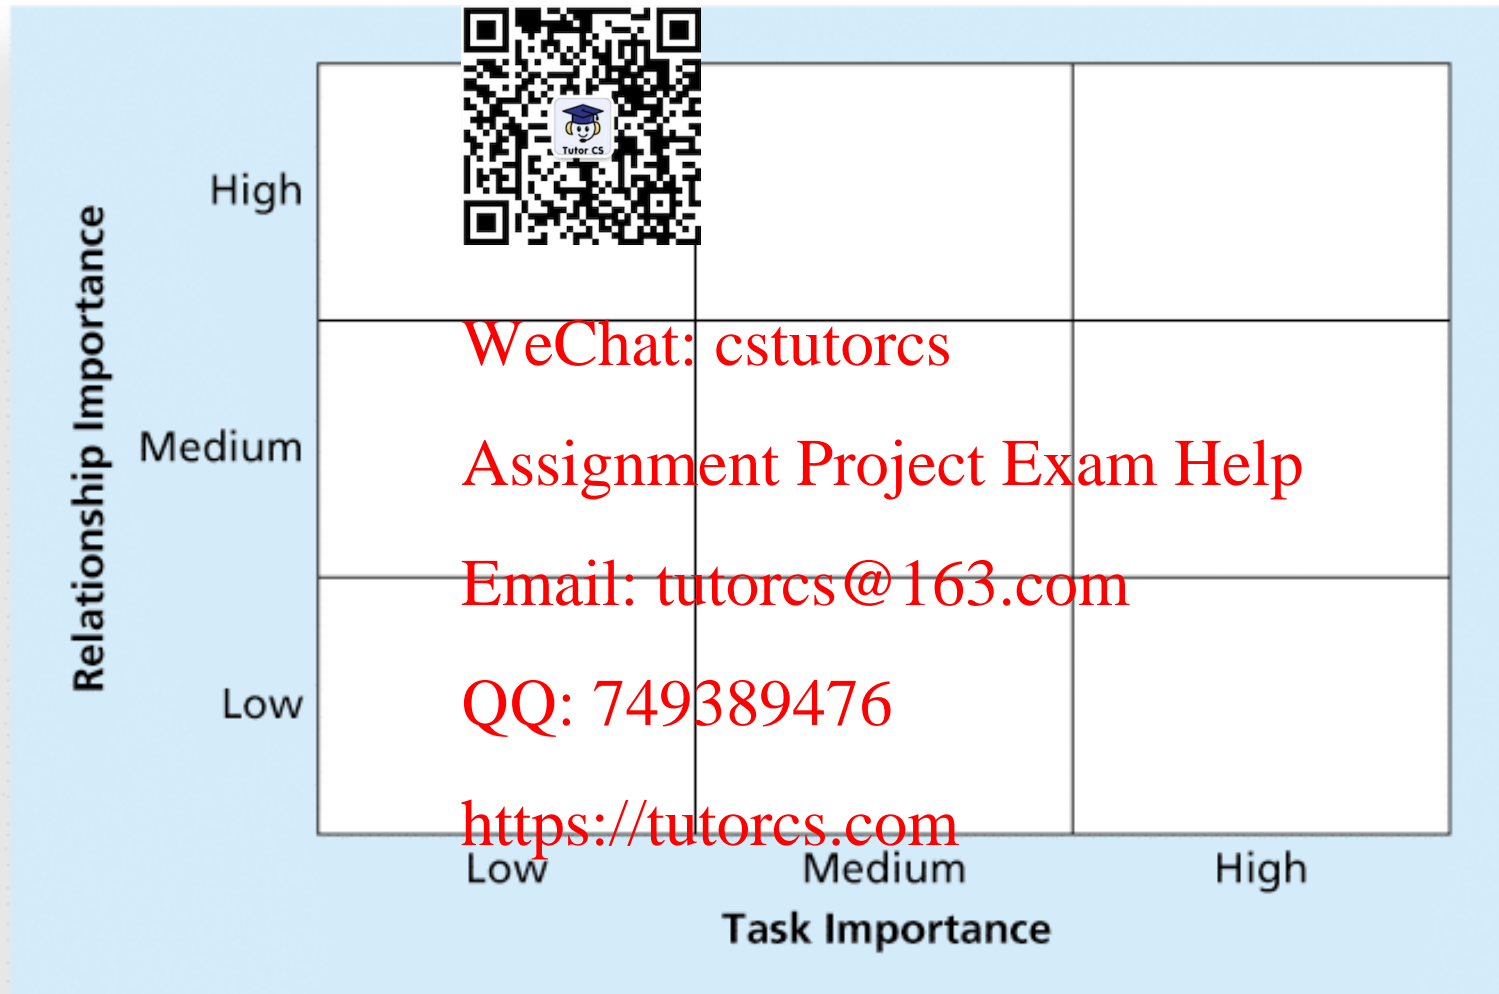 Tutor CS
High
WeChat: cstutorcs
Relationship Importance
Medium
Assignment Project Exam Help
Email: tutorcs@163.com
Low
QQ: 749389476
https://tutorcs.com
Low Medium High
Task Importance